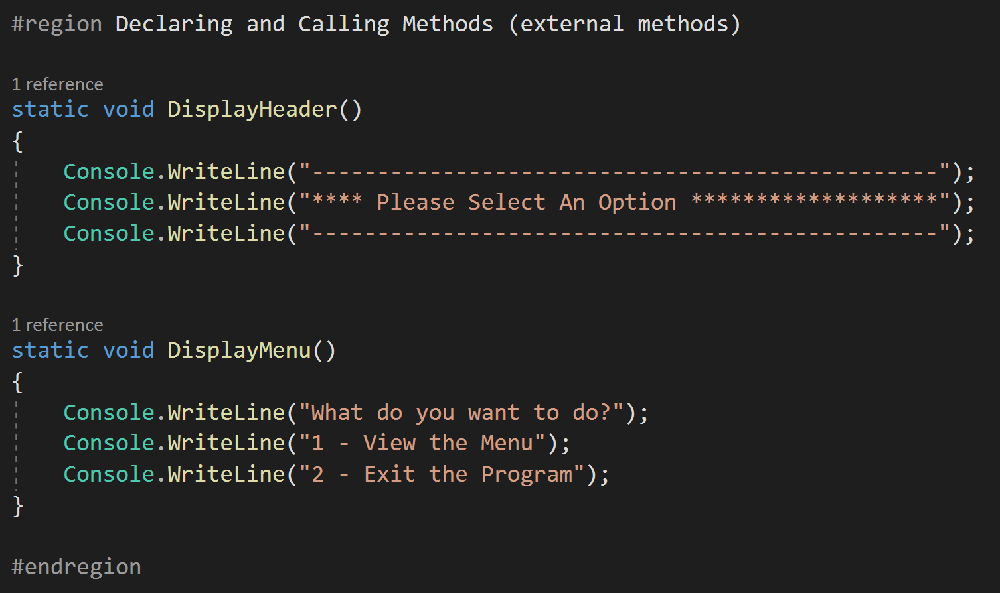 #region Declaring and Calling Methods (external methods)
1 reference
static void DisplayHeader()
{
Console.WriteLine("------------------------------------------------");
Console.WriteLine("**** Please Select An Option *******************");
Console.WriteLine("------------------------------------------------");
}
1 reference
static void DisplayMenu()
{
Console.WriteLine("What do you want to do?");
Console.WriteLine("1 - View the Menu");
Console.WriteLine("2 - Exit the Program");
}
#endregion